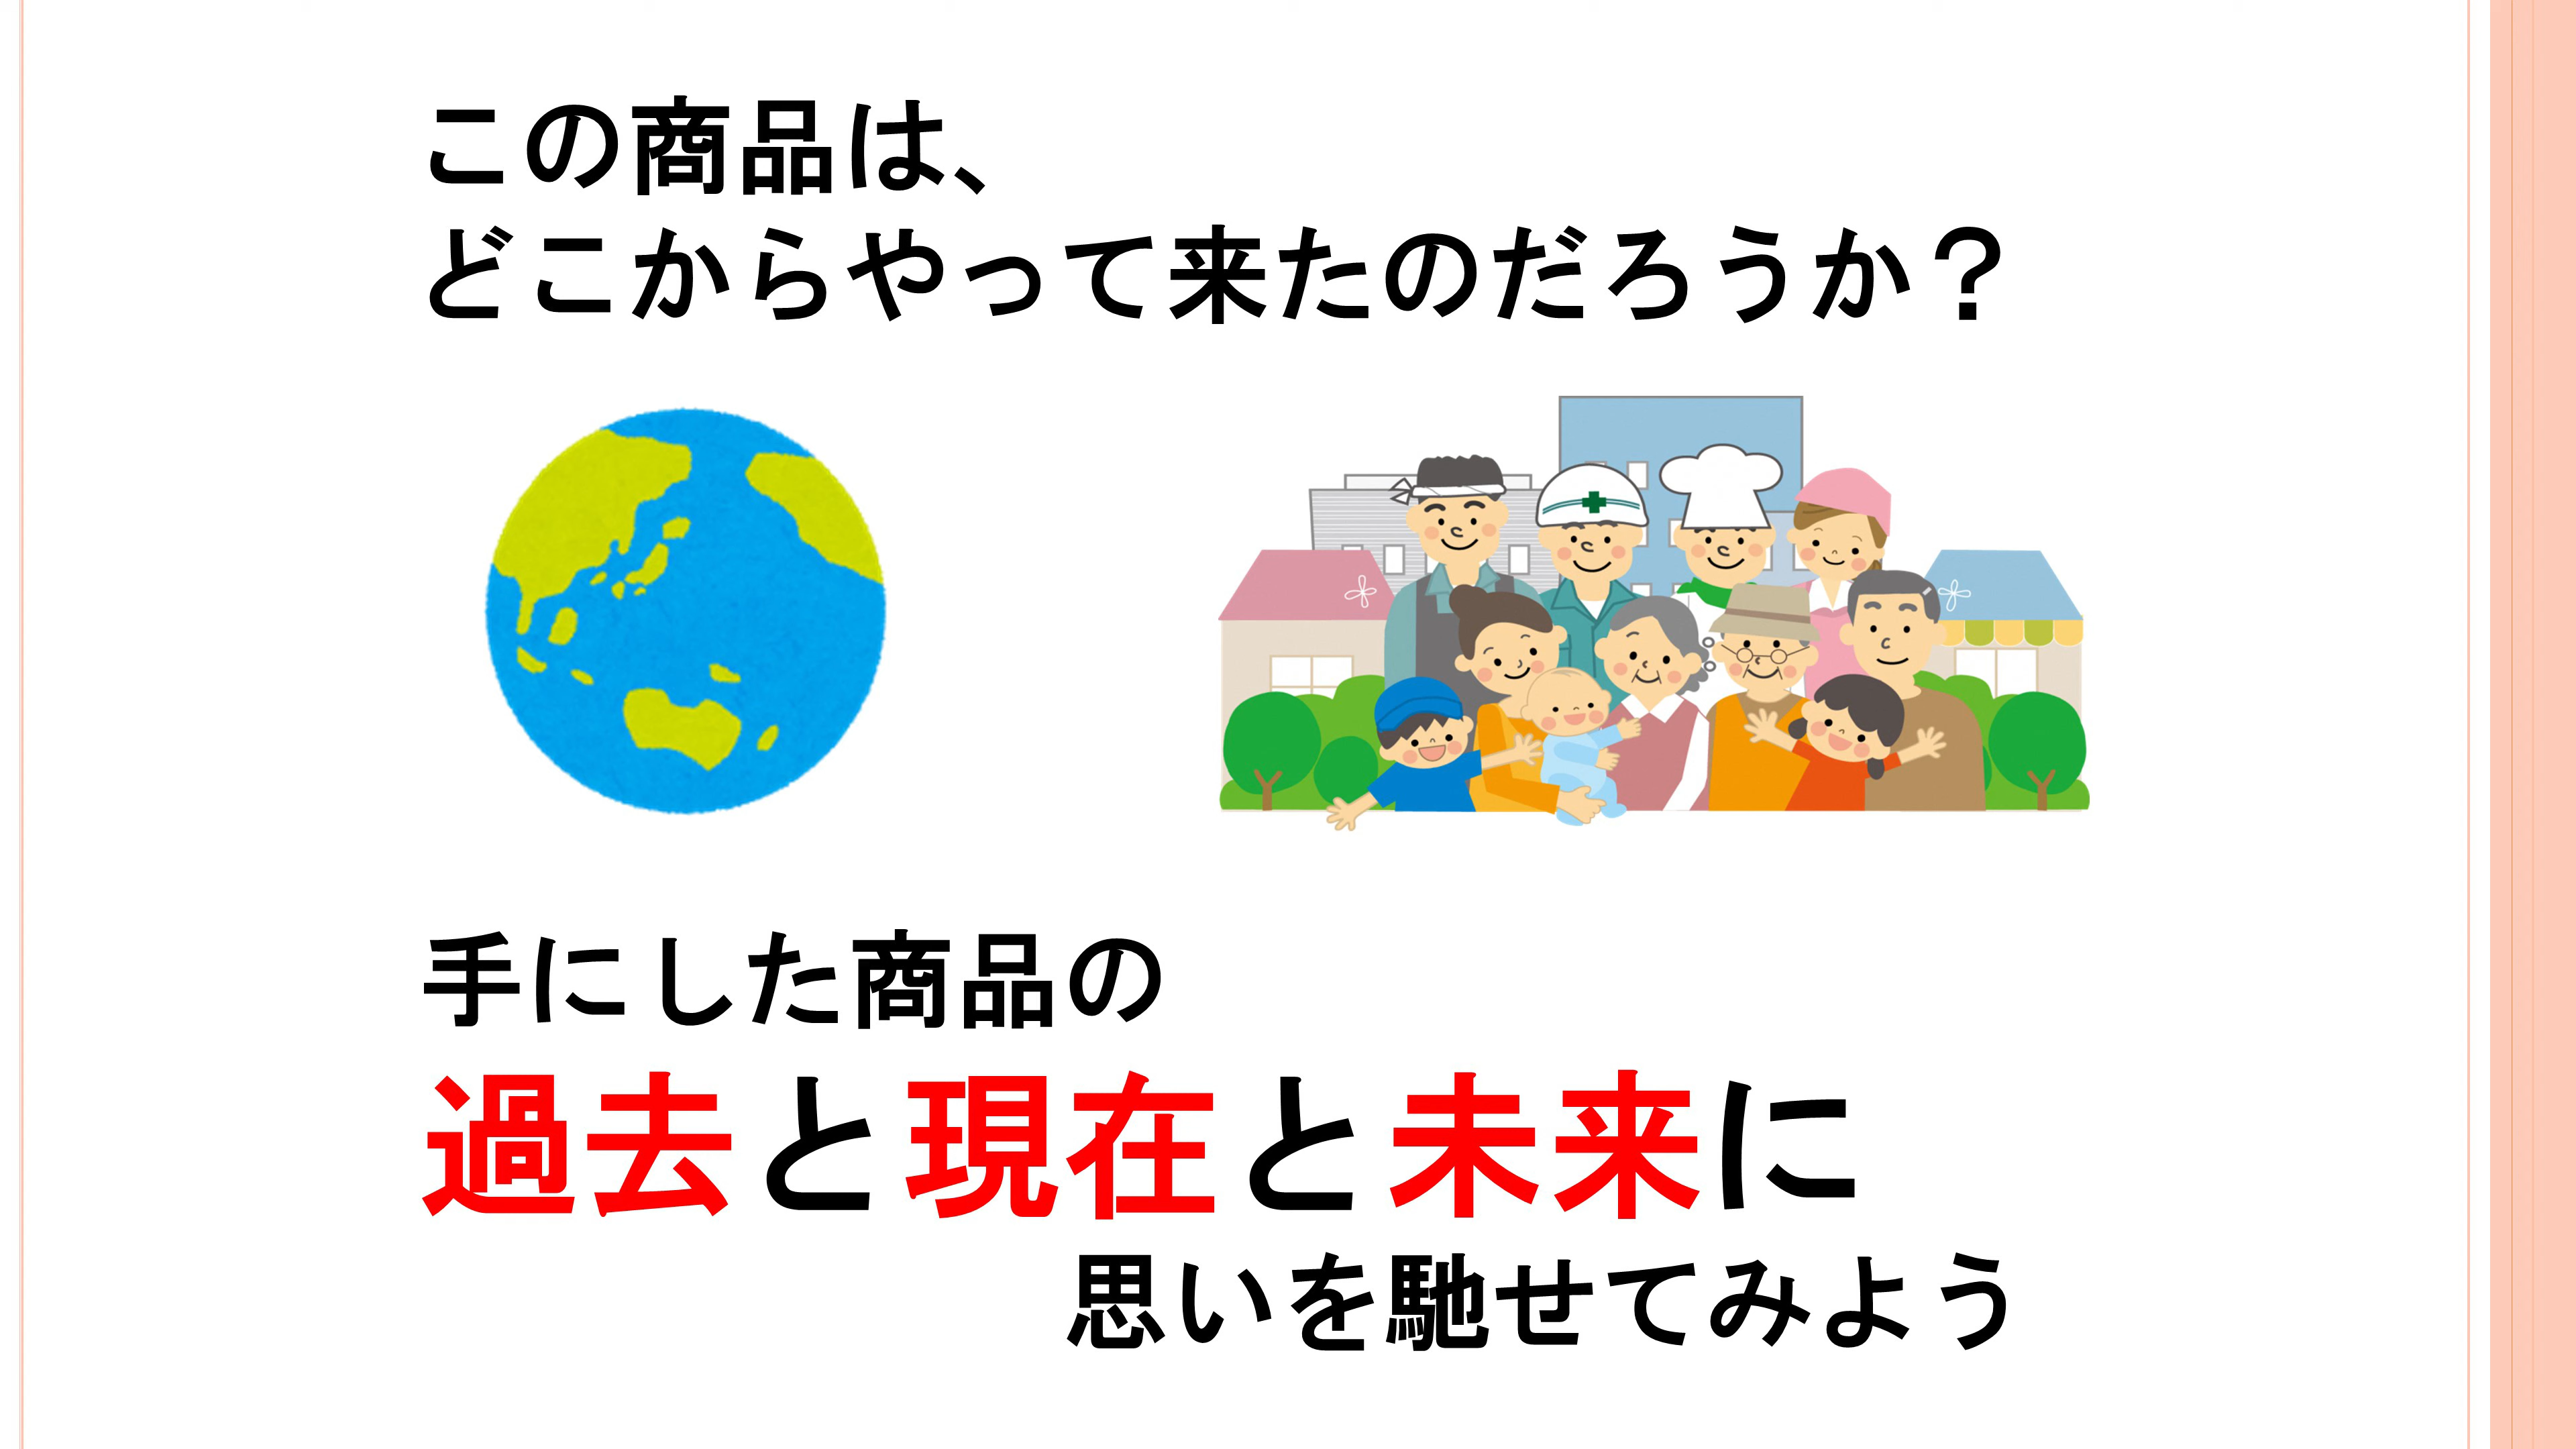 この商品は、
どこからやって来たのだろうか？
手にした商品の
過去と現在と未来に
思いを馳せてみよう